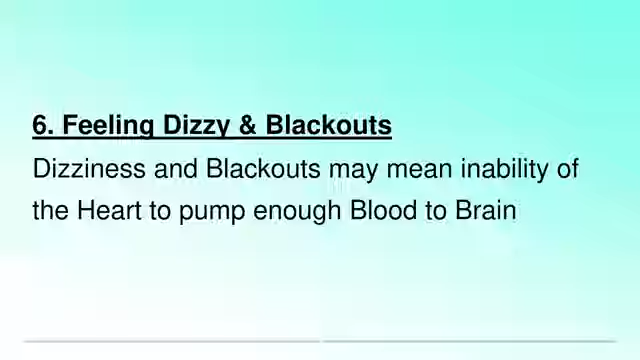 6. Feeling Dizzy & Blackouts
Dizziness and Blackouts may mean inability of
the Heart to pump enough Blood to Brain